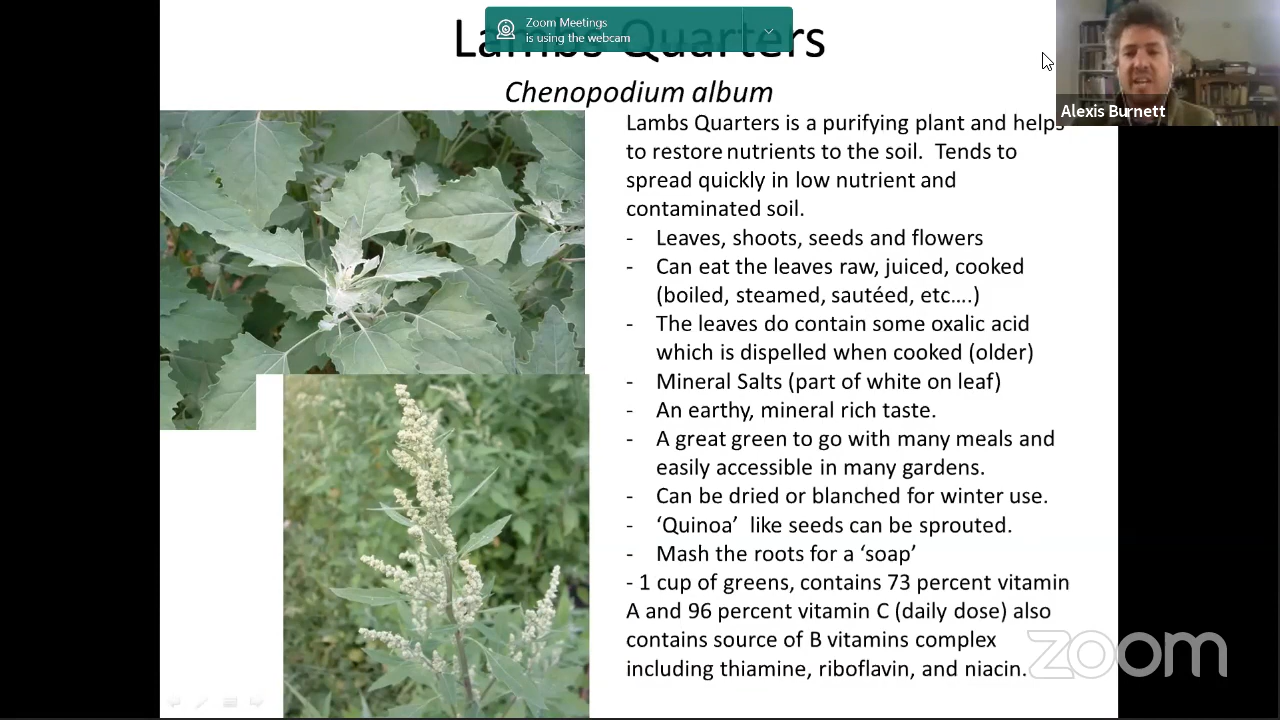 Lambs Quarters
Zoom Meetings
is using the webcam
Chenopodium album
Alexis Burnett
Lambs Quarters is a purifying plant and helps
to restore nutrients to the soil.  Tends to
spread quickly in low nutrient and
contaminated soil.
- Leaves, shoots, seeds and flowers
- Can eat the leaves raw, juiced, cooked
(boiled, steamed, sautéed, etc….)
- The leaves do contain some oxalic acid
which is dispelled when cooked (older)
- Mineral Salts (part of white on leaf)
- An earthy, mineral rich taste.
- A great green to go with many meals and
easily accessible in many gardens.
- Can be dried or blanched for winter use.
- ‘Quinoa’  like seeds can be sprouted.
- Mash the roots for a ‘soap’
- 1 cup of greens, contains 73 percent vitamin
A and 96 percent vitamin C (daily dose) also
contains source of B vitamins complex
including thiamine, riboflavin, and niacin.
zoom